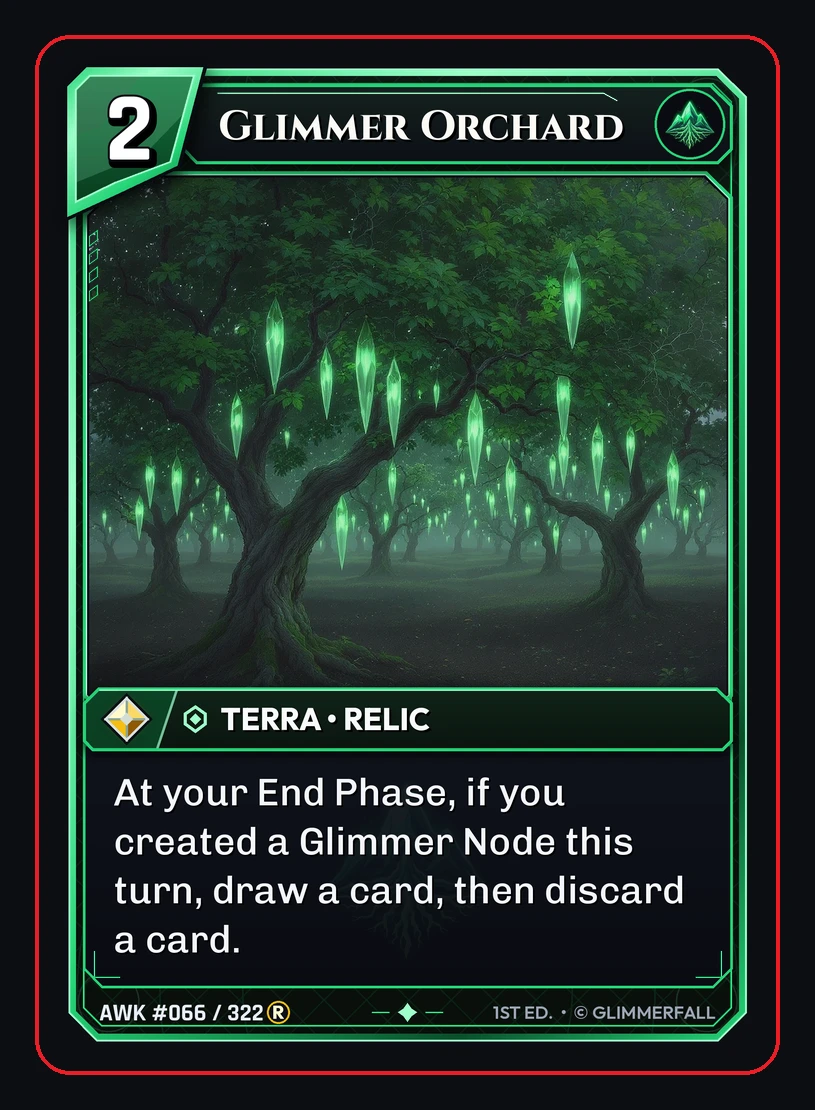 2
GLIMMER ORCHARD
TERRA • RELIC
At your End Phase, if you
created a Glimmer Node this
turn, draw a card, then discard
a card.
AWK #066 / 322 R
1ST ED. • © GLIMMERFALL